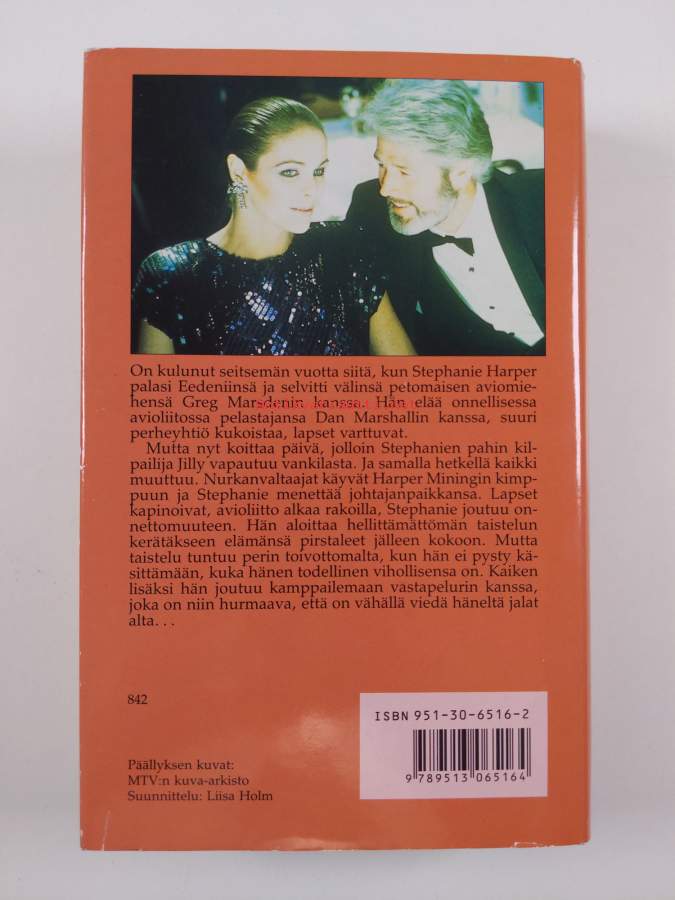 On kulunut seitsemän vuotta siitä, kun Stephanie Harper
palasi Eedeniinsä ja selvitti välinsä petomaisen aviomie-
hensä Greg Marsdenin kanssa. Hän elää onnellisessa
avioliitossa pelastajansa Dan Marshallin kanssa, suuri
perheyhtiö kukoistaa, lapset varttuvat.
Mutta nyt koittaa päivä, jolloin Stephanien pahin kil-
pailija Jilly vapautuu vankilasta. Ja samalla hetkellä kaikki
muuttuu. Nurkanvaltaajat käyvät Harper Miningin kimp-
puun ja Stephanie menettää johtajanpaikkansa. Lapset
kapinoivat, avioliitto alkaa rakoilla, Stephanie joutuu on-
nettomuuteen. Hän aloittaa hellittämättömän taistelun
kerätäkseen elämänsä pirstaleet jälleen kokoon. Mutta
taistelu tuntuu perin toivottomalta, kun hän ei pysty kä-
sittämään, kuka hänen todellinen vihollisensa on. Kaiken
lisäksi hän joutuu kamppailemaan vastapelurin kanssa,
joka on niin hurmaava, että on vähällä viedä häneltä jalat
alta...
842
ISBN 951-30-6516-2
9 789513 065164
Päällyksen kuvat:
MTV:n kuva-arkisto
Suunnittelu: Liisa Holm